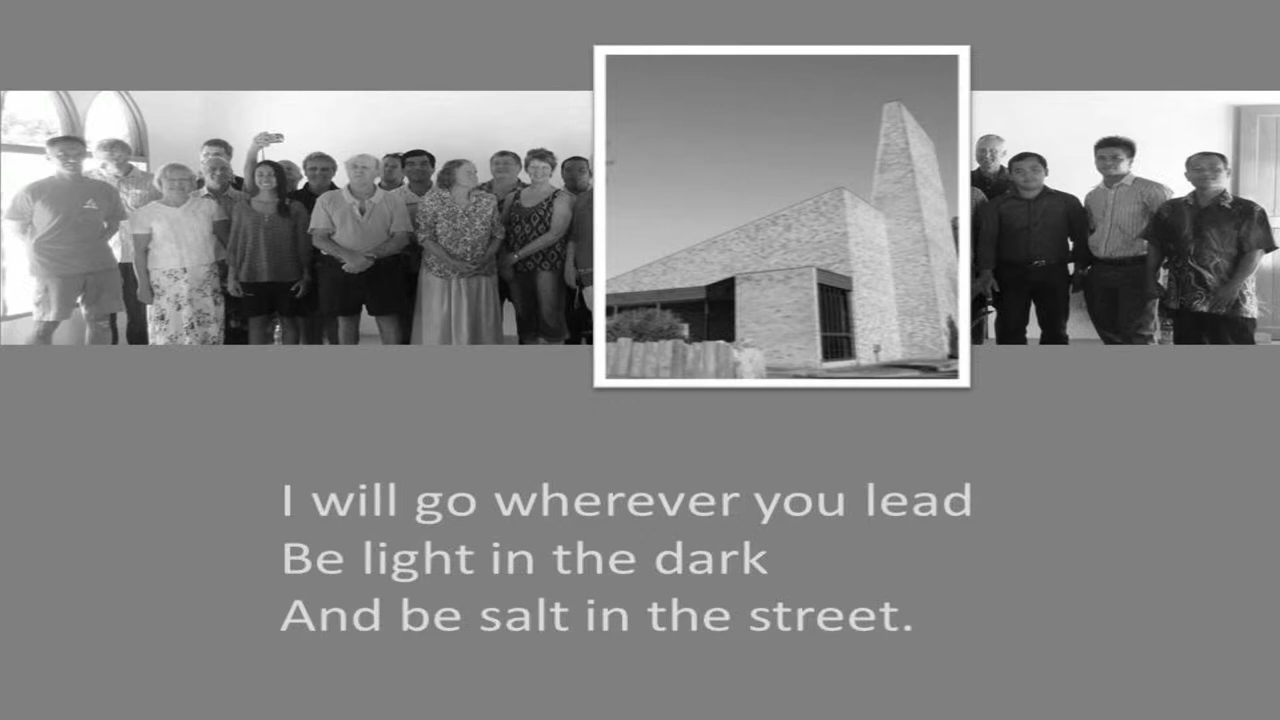 I will go wherever you lead
Be light in the dark
And be salt in the street.